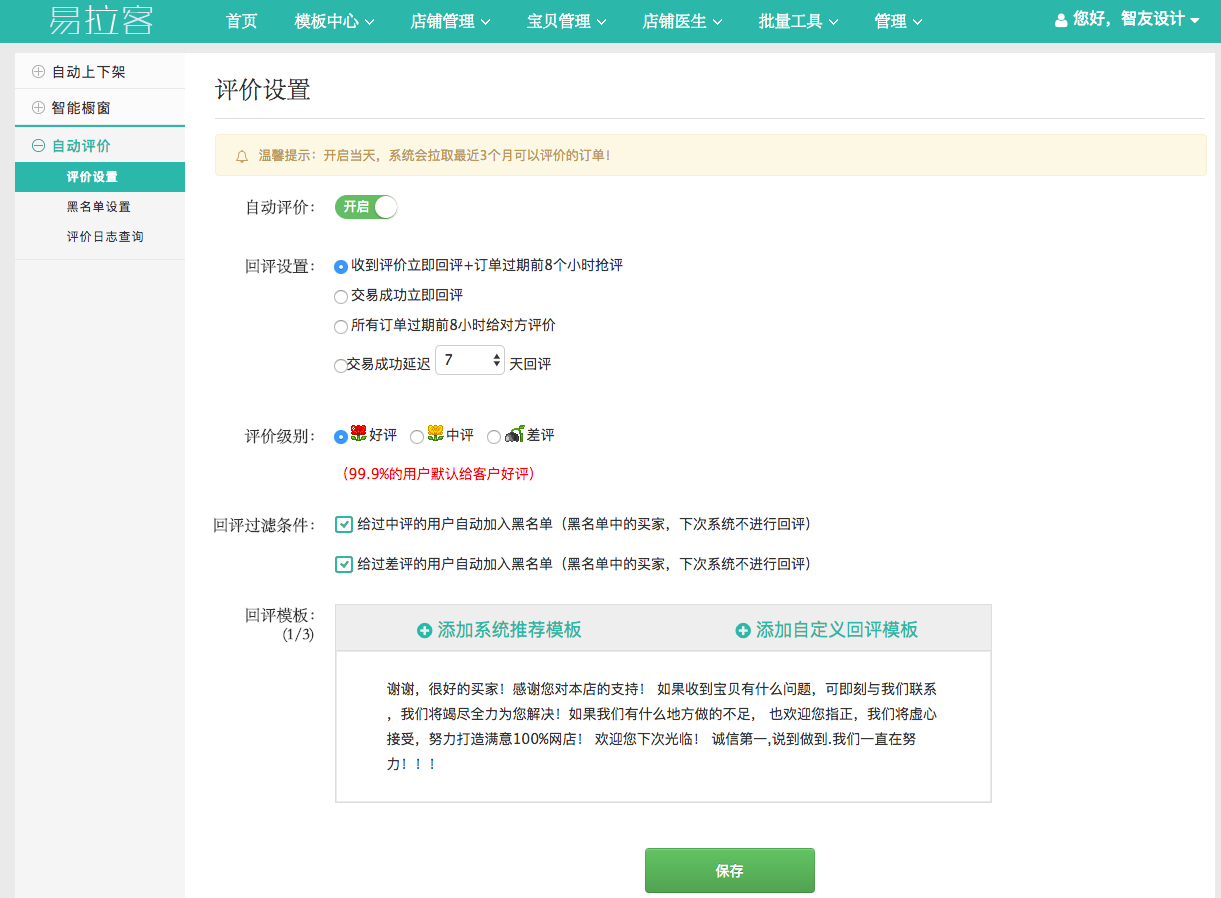 易拉客
首页 模板中心 店铺管理 宝贝管理 店铺医生 批量工具 管理 您好，智友设计
自动上下架
智能橱窗
自动评价
评价设置
黑名单设置
评价日志查询
评价设置
温馨提示：开启当天，系统会拉取最近3个月可以评价的订单！
自动评价： 开启
回评设置： 收到评价立即回评+订单过期前8个小时抢评
交易成功立即回评
所有订单过期前8小时给对方评价
交易成功延迟 7 天回评
评价级别： 好评 中评 差评
（99.9%的用户默认给客户好评）
回评过滤条件： 给过中评的用户自动加入黑名单（黑名单中的买家，下次系统不进行回评）
给过差评的用户自动加入黑名单（黑名单中的买家，下次系统不进行回评）
回评模板：
(1/3)
添加系统推荐模板 添加自定义回评模板
谢谢，很好的买家！感谢您对本店的支持！ 如果收到宝贝有什么问题，可即刻与我们联系
，我们将竭尽全力为您解决！如果我们有什么地方做的不足， 也欢迎您指正，我们将虚心
接受，努力打造满意100%网店！ 欢迎您下次光临！ 诚信第一,说到做到.我们一直在努
力！！！
保存